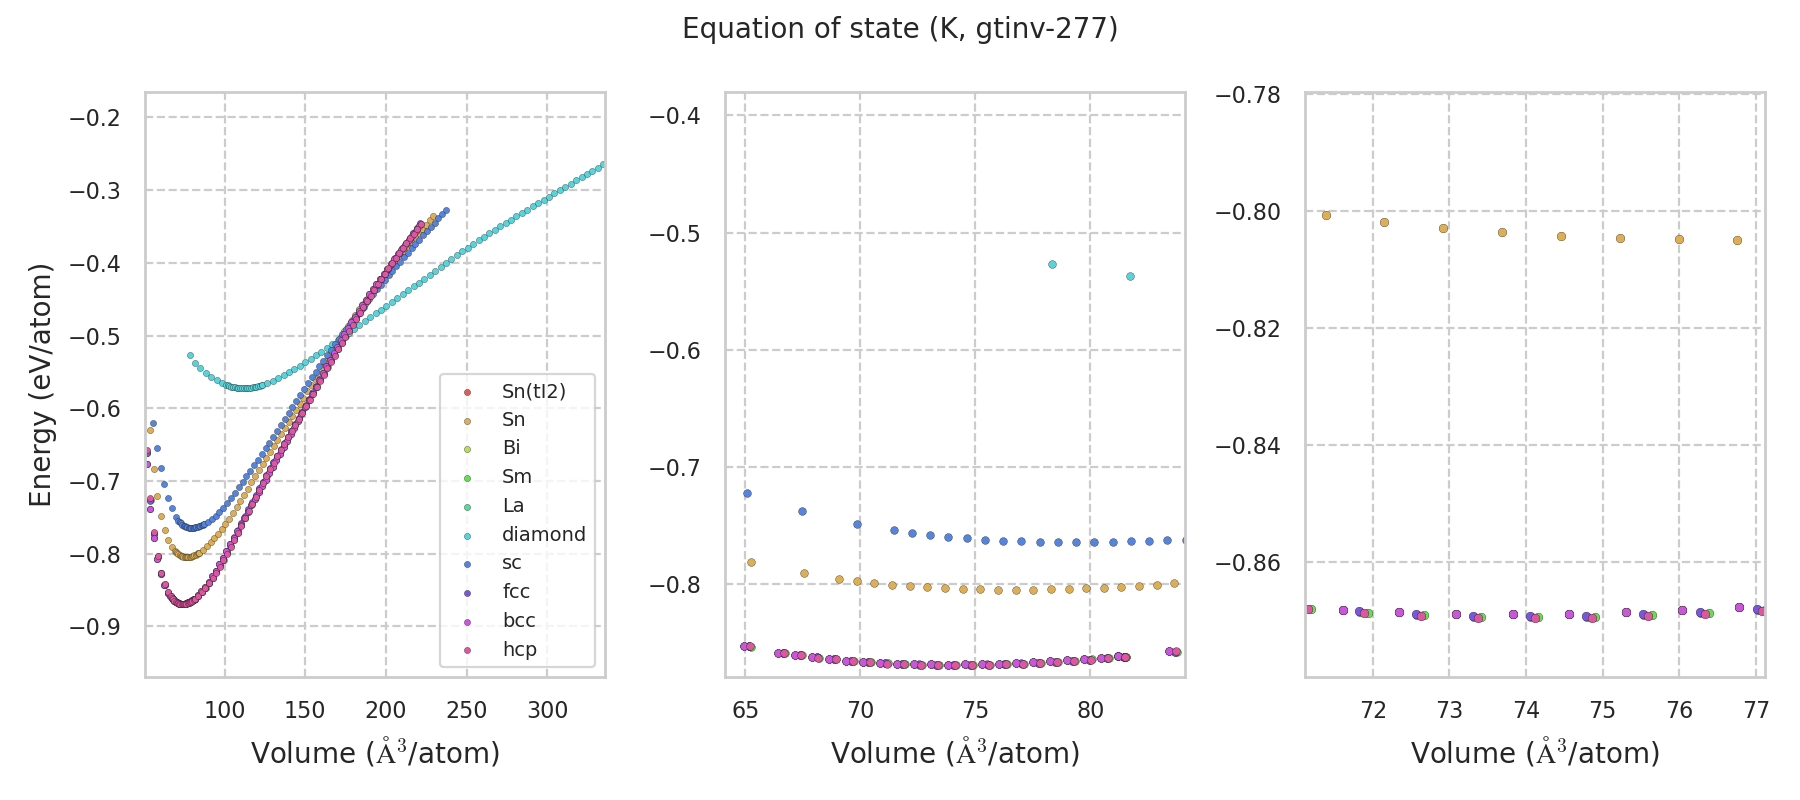 Equation of state (K, gtinv-277)
Energy (eV/atom)
−0.2
−0.3
−0.4
−0.5
−0.6
−0.7
−0.8
−0.9
100 150 200 250 300
Volume (Å³/atom)
Sn(tI2)
Sn
Bi
Sm
La
diamond
sc
fcc
bcc
hcp
−0.4
−0.5
−0.6
−0.7
−0.8
65 70 75 80
Volume (Å³/atom)
−0.78
−0.80
−0.82
−0.84
−0.86
72 73 74 75 76 77
Volume (Å³/atom)